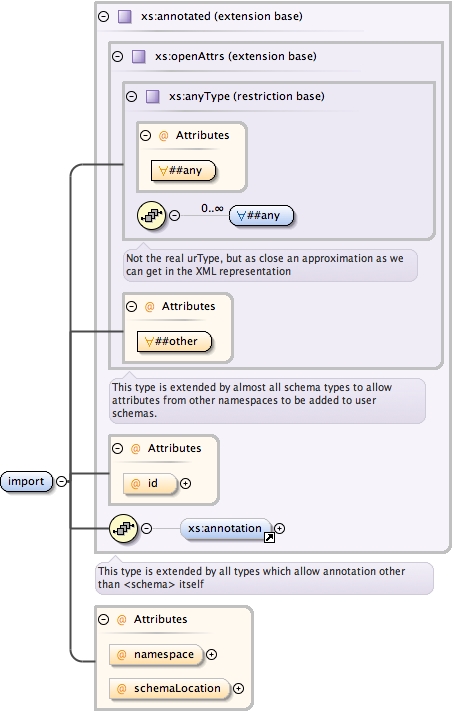 xs:annotated (extension base)
xs:openAttrs (extension base)
xs:anyType (restriction base)
@ Attributes
∀##any
0..∞
∀##any
Not the real urType, but as close an approximation as we
can get in the XML representation
@ Attributes
∀##other
This type is extended by almost all schema types to allow
attributes from other namespaces to be added to user
schemas.
@ Attributes
@ id
import
xs:annotation
This type is extended by all types which allow annotation other
than <schema> itself
@ Attributes
@ namespace
@ schemaLocation